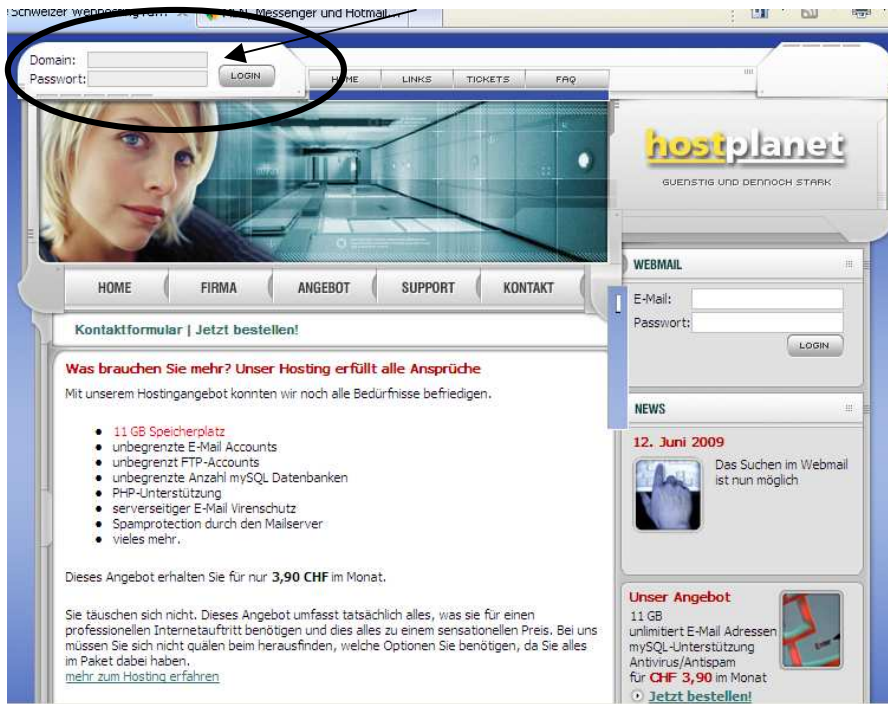 Schweizer Webhosting
MLN, Messenger und Hotmail...
Domain:
Passwort:
LOGIN
HOME LINKS TICKETS FAQ
hostplanet
GUENSTIG UND DENNOCH STARK
HOME FIRMA ANGEBOT SUPPORT KONTAKT
Kontaktformular | Jetzt bestellen!
Was brauchen Sie mehr? Unser Hosting erfüllt alle Ansprüche
Mit unserem Hostingangebot konnten wir noch alle Bedürfnisse befriedigen.
● 11 GB Speicherplatz
● unbegrenzte E-Mail Accounts
● unbegrenzt FTP-Accounts
● unbegrenzte Anzahl mySQL Datenbanken
● PHP-Unterstützung
● serverseitiger E-Mail Virenschutz
● Spamprotection durch den Mailserver
● vieles mehr.
Dieses Angebot erhalten Sie für nur 3,90 CHF im Monat.
Sie täuschen sich nicht. Dieses Angebot umfasst tatsächlich alles, was sie für einen
professionellen Internetauftritt benötigen und dies alles zu einem sensationellen Preis. Bei uns
müssen Sie sich nicht quälen beim herausfinden, welche Optionen Sie benötigen, da Sie alles
im Paket dabei haben.
mehr zum Hosting erfahren
WEBMAIL
E-Mail:
Passwort:
LOGIN
NEWS
12. Juni 2009
Das Suchen im Webmail
ist nun möglich
Unser Angebot
11 GB
unlimitiert E-Mail Adressen
mySQL-Unterstützung
Antivirus/Antispam
für CHF 3,90 im Monat
Jetzt bestellen!